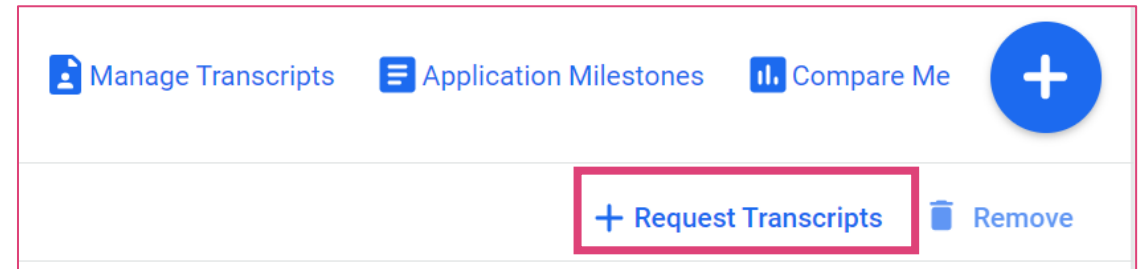 Manage Transcripts Application Milestones Compare Me
+ Request Transcripts Remove